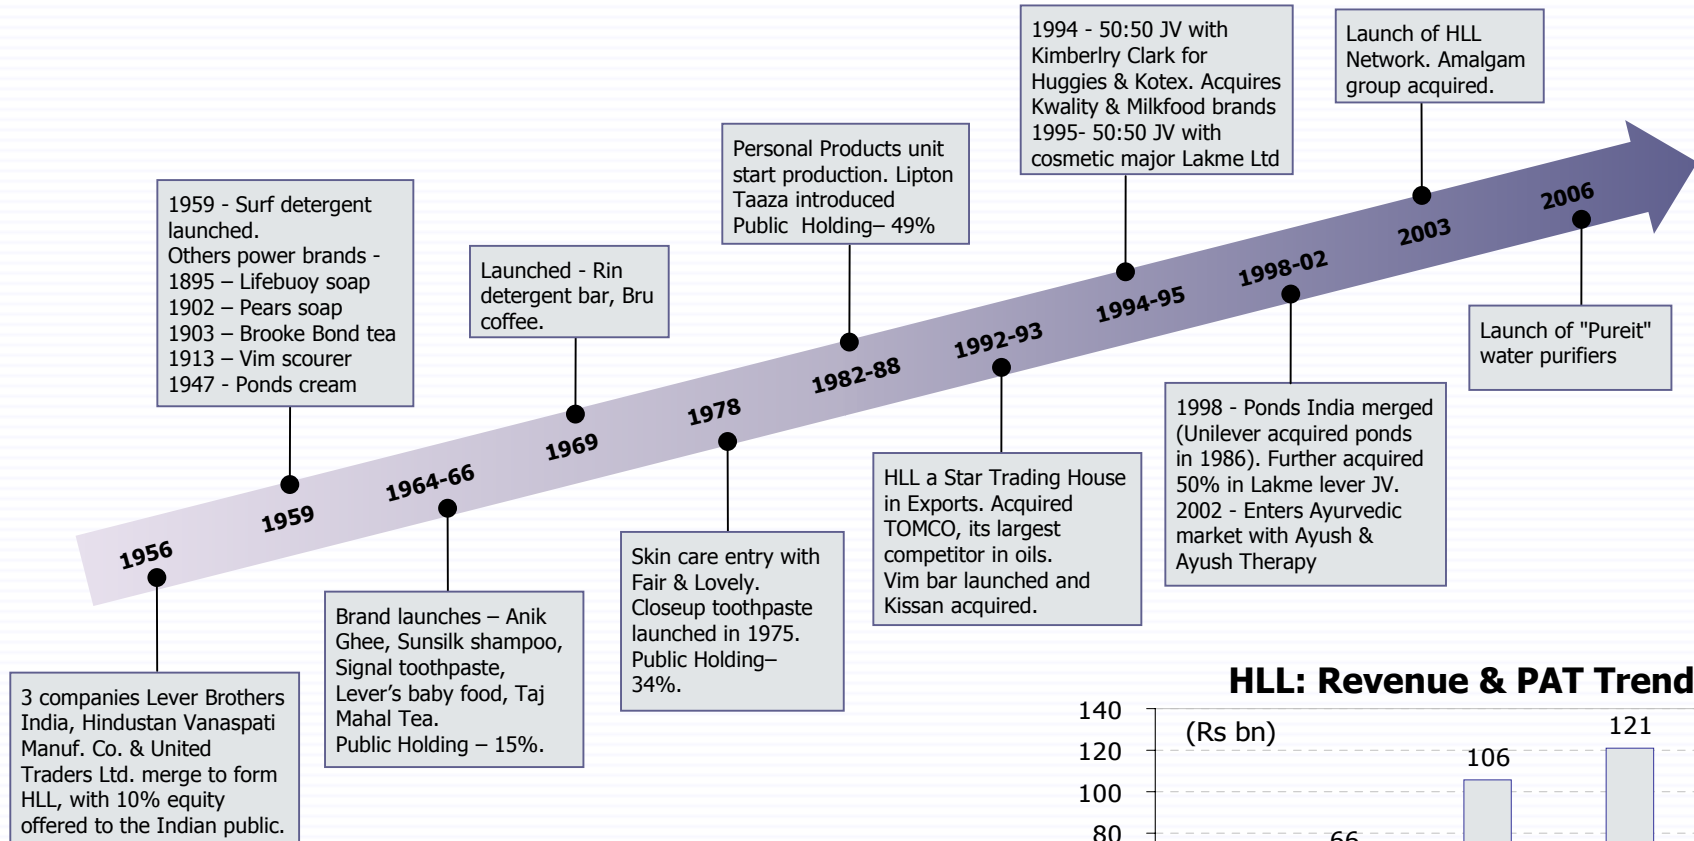 1994 - 50:50 JV with
Kimberlry Clark for
Huggies & Kotex. Acquires
Kwality & Milkfood brands
1995- 50:50 JV with
cosmetic major Lakme Ltd
Launch of HLL
Network. Amalgam
group acquired.
Personal Products unit
start production. Lipton
Taaza introduced
Public Holding– 49%
1959 - Surf detergent
launched.
Others power brands -
1895 – Lifebuoy soap
1902 – Pears soap
1903 – Brooke Bond tea
1913 – Vim scourer
1947 - Ponds cream
Launched - Rin
detergent bar, Bru
coffee.
1956
1959
1964-66
1969
1978
1982-88
1992-93
1994-95
1998-02
2003
2006
3 companies Lever Brothers
India, Hindustan Vanaspati
Manuf. Co. & United
Traders Ltd. merge to form
HLL, with 10% equity
offered to the Indian public.
Brand launches – Anik
Ghee, Sunsilk shampoo,
Signal toothpaste,
Lever’s baby food, Taj
Mahal Tea.
Public Holding – 15%.
Skin care entry with
Fair & Lovely.
Closeup toothpaste
launched in 1975.
Public Holding–
34%.
HLL a Star Trading House
in Exports. Acquired
TOMCO, its largest
competitor in oils.
Vim bar launched and
Kissan acquired.
1998 - Ponds India merged
(Unilever acquired ponds
in 1986). Further acquired
50% in Lakme lever JV.
2002 - Enters Ayurvedic
market with Ayush &
Ayush Therapy
Launch of "Pureit"
water purifiers
HLL: Revenue & PAT Trend
(Rs bn)
140
120
100
80
66
106
121